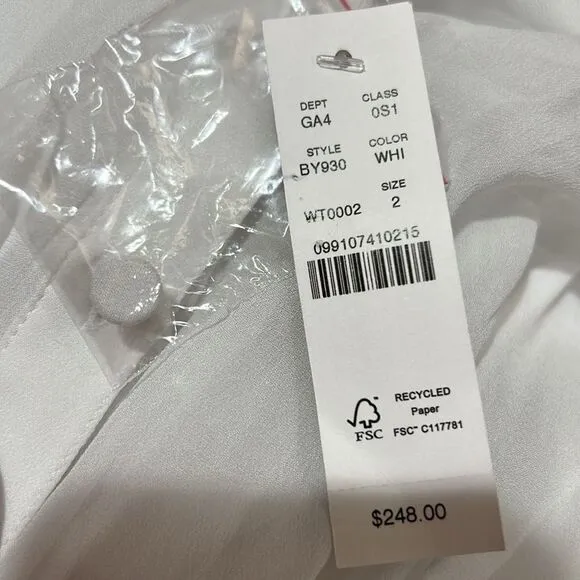 DEPT CLASS
GA4 0S1
STYLE COLOR
BY930 WHI
SIZE
WT0002 2
099107410215
RECYCLED
Paper
FSC FSC™ C117781
$248.00